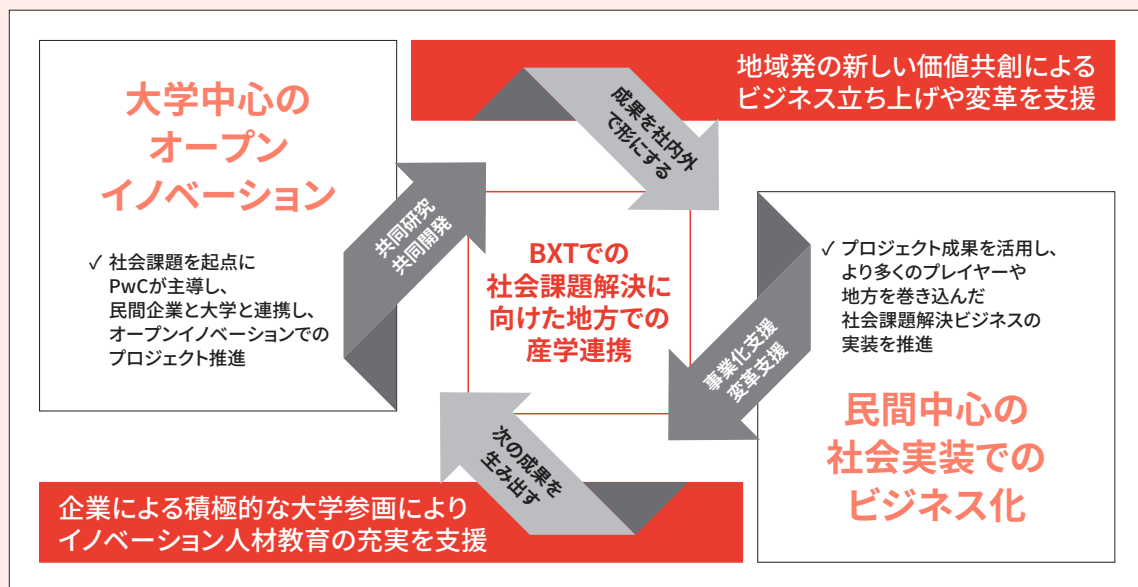 大学中心の
オープン
イノベーション
✓ 社会課題を起点に
PwCが主導し、
民間企業と大学と連携し、
オープンイノベーションでの
プロジェクト推進
共同研究
共同開発
地域発の新しい価値共創による
ビジネス立ち上げや変革を支援
成果を社内外
で形にする
BXTでの
社会課題解決に
向けた地方での
産学連携
✓ プロジェクト成果を活用し、
より多くのプレイヤーや
地方を巻き込んだ
社会課題解決ビジネスの
実装を推進
事業化支援
変革支援
民間中心の
社会実装での
ビジネス化
次の成果を
生み出す
企業による積極的な大学参画により
イノベーション人材教育の充実を支援